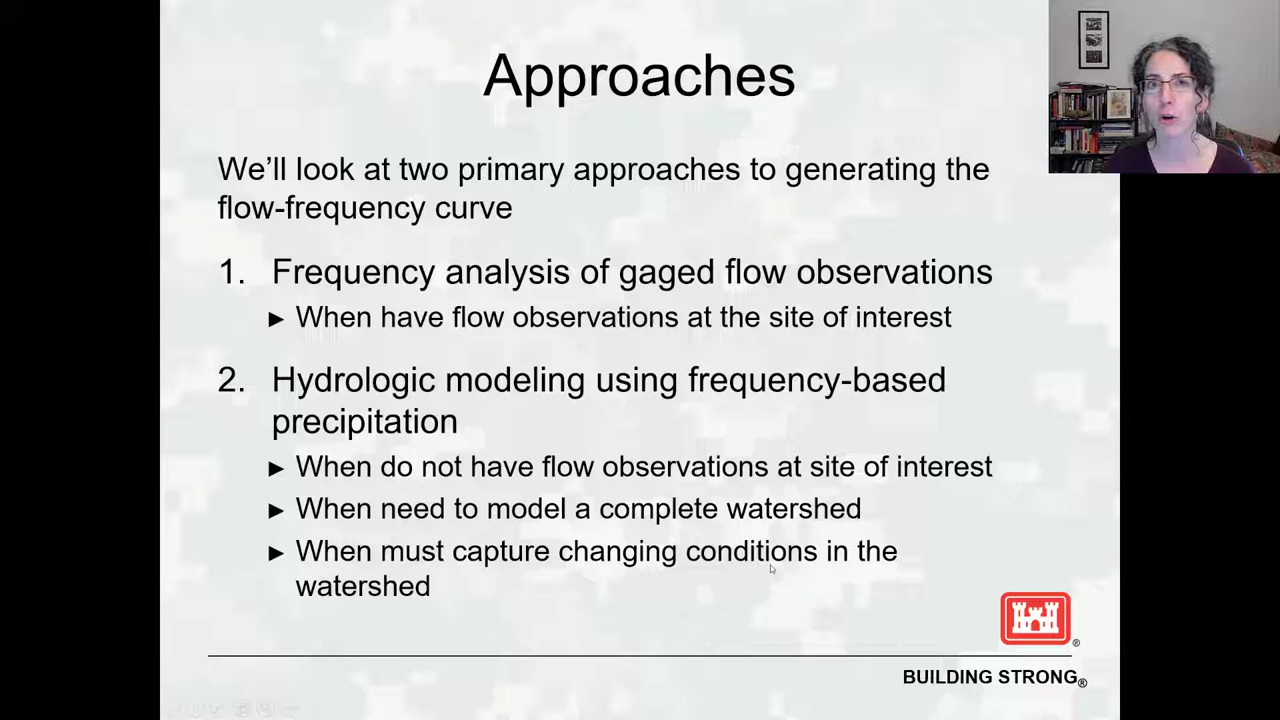 Approaches
We'll look at two primary approaches to generating the
flow-frequency curve
1. Frequency analysis of gaged flow observations
► When have flow observations at the site of interest
2. Hydrologic modeling using frequency-based
precipitation
► When do not have flow observations at site of interest
► When need to model a complete watershed
► When must capture changing conditions in the
watershed
®
BUILDING STRONG®